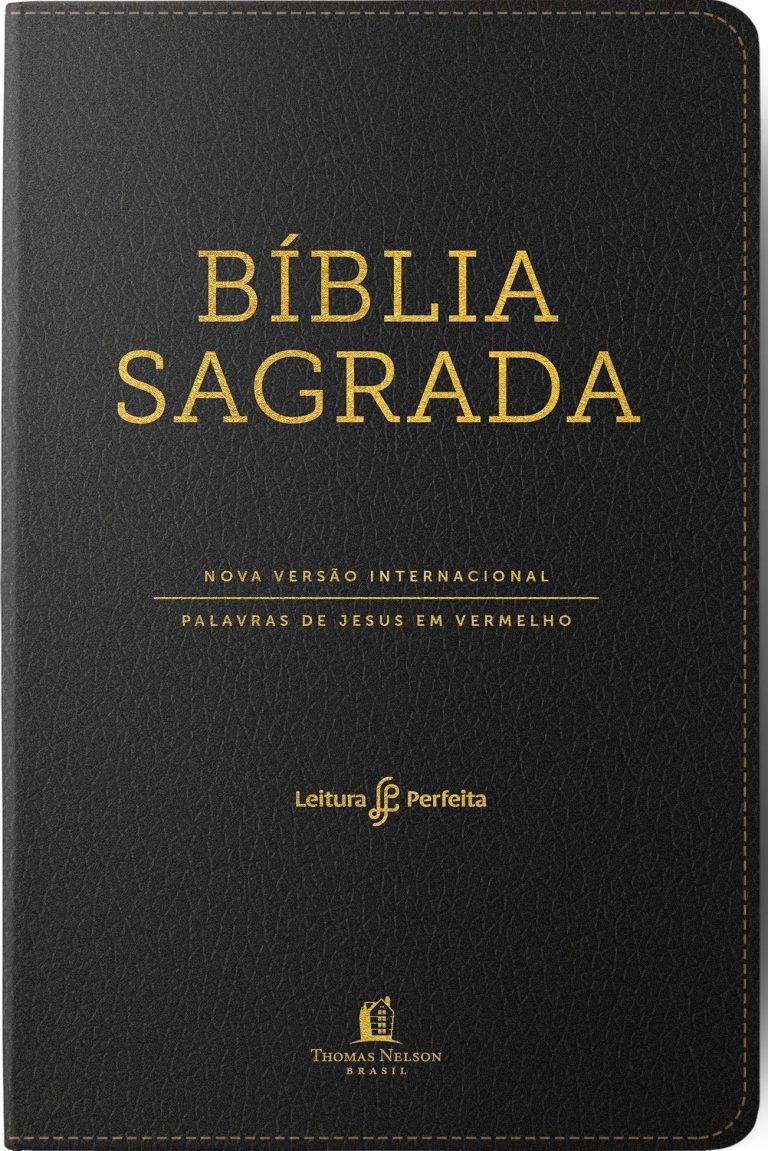 BÍBLIA
SAGRADA
NOVA VERSÃO INTERNACIONAL
PALAVRAS DE JESUS EM VERMELHO
Leitura Perfeita
THOMAS NELSON
BRASIL